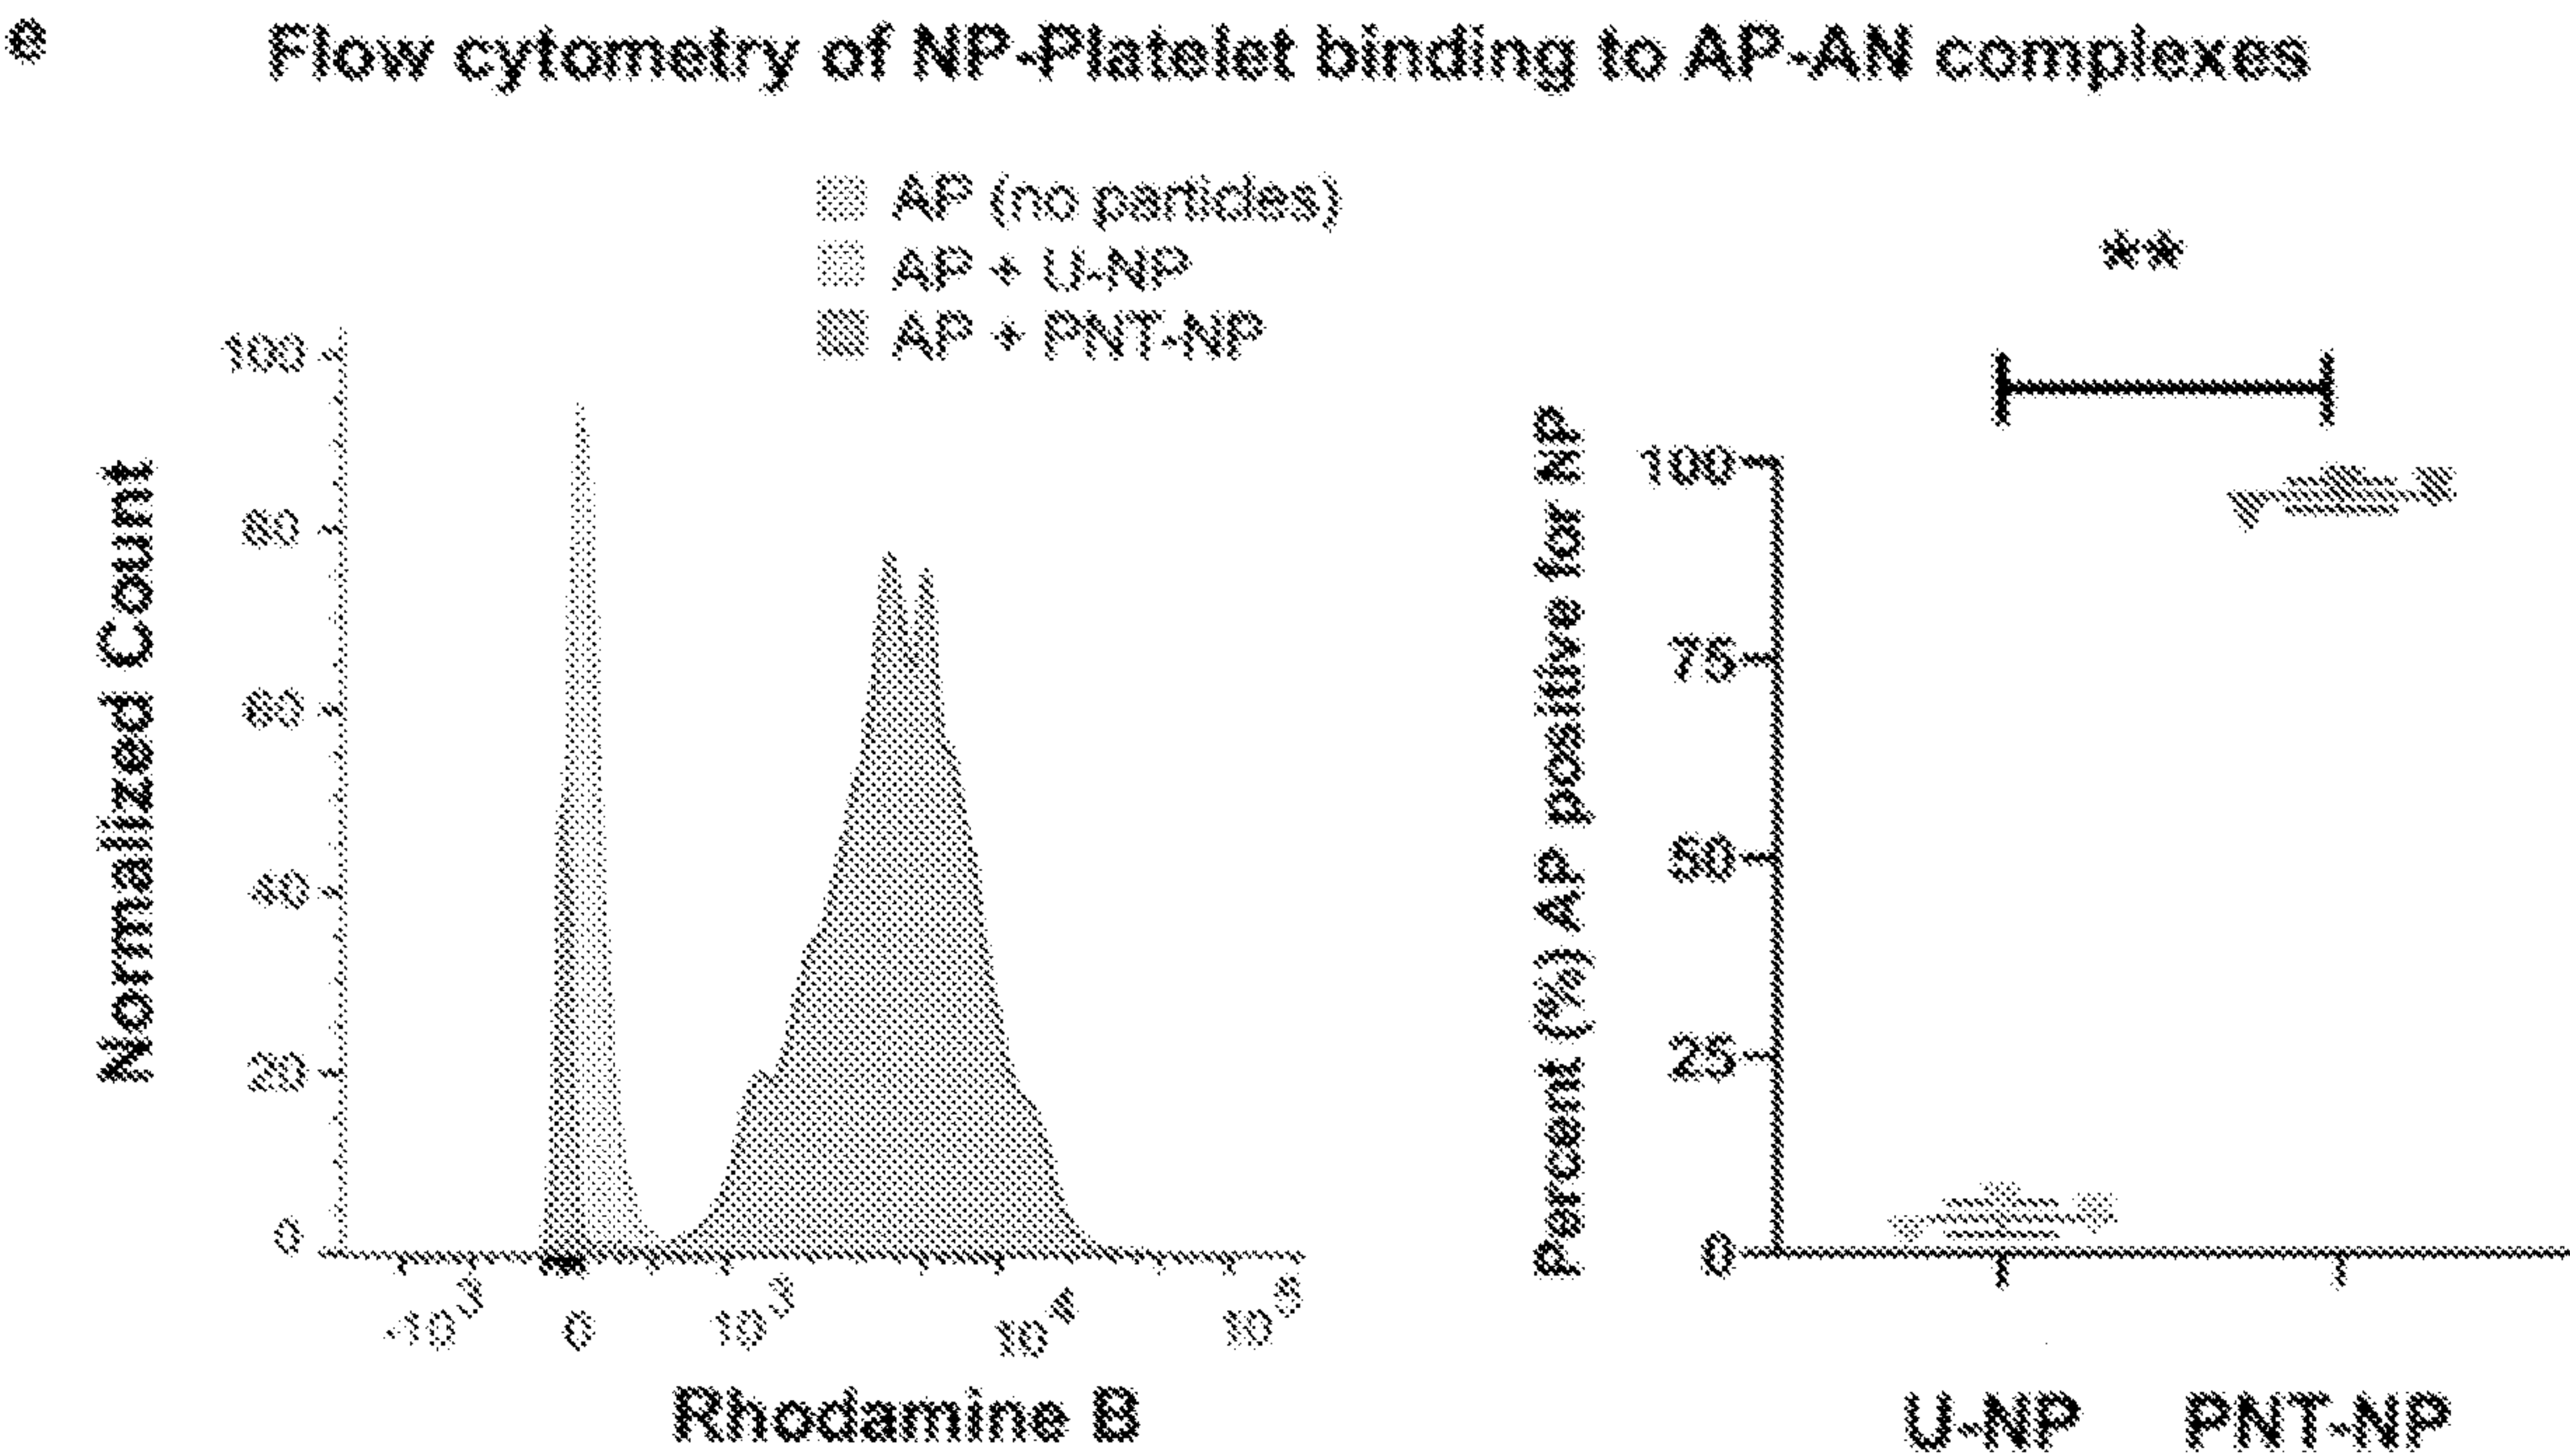 e
Flow cytometry of NP-Platelet binding to AP-AN complexes
AP (no particles)
AP + U-NP
AP + PNT-NP
Normalized Count
100
80
60
40
20
0
-10^3
0
10^3
10^4
10^5
Rhodamine B
**
Percent (%) AP positive for NP
100
75
50
25
0
U-NP
PNT-NP